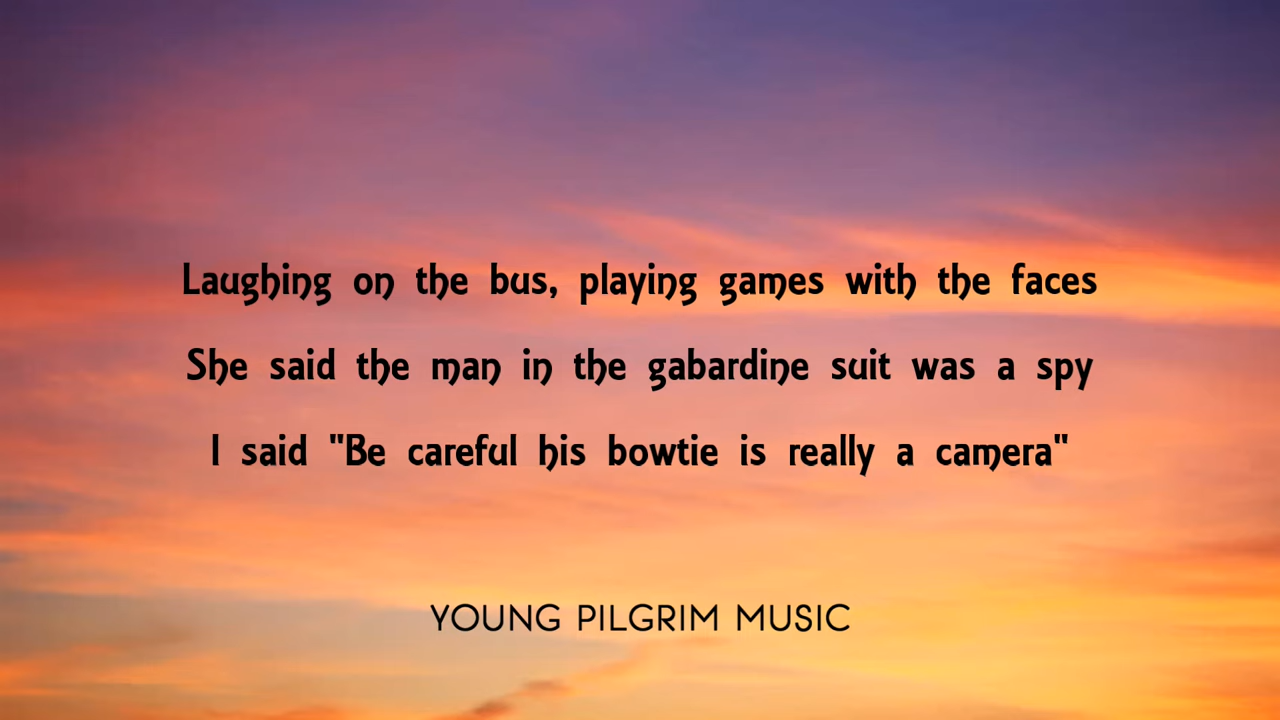 Laughing on the bus, playing games with the faces
She said the man in the gabardine suit was a spy
I said "Be careful his bowtie is really a camera"
YOUNG PILGRIM MUSIC